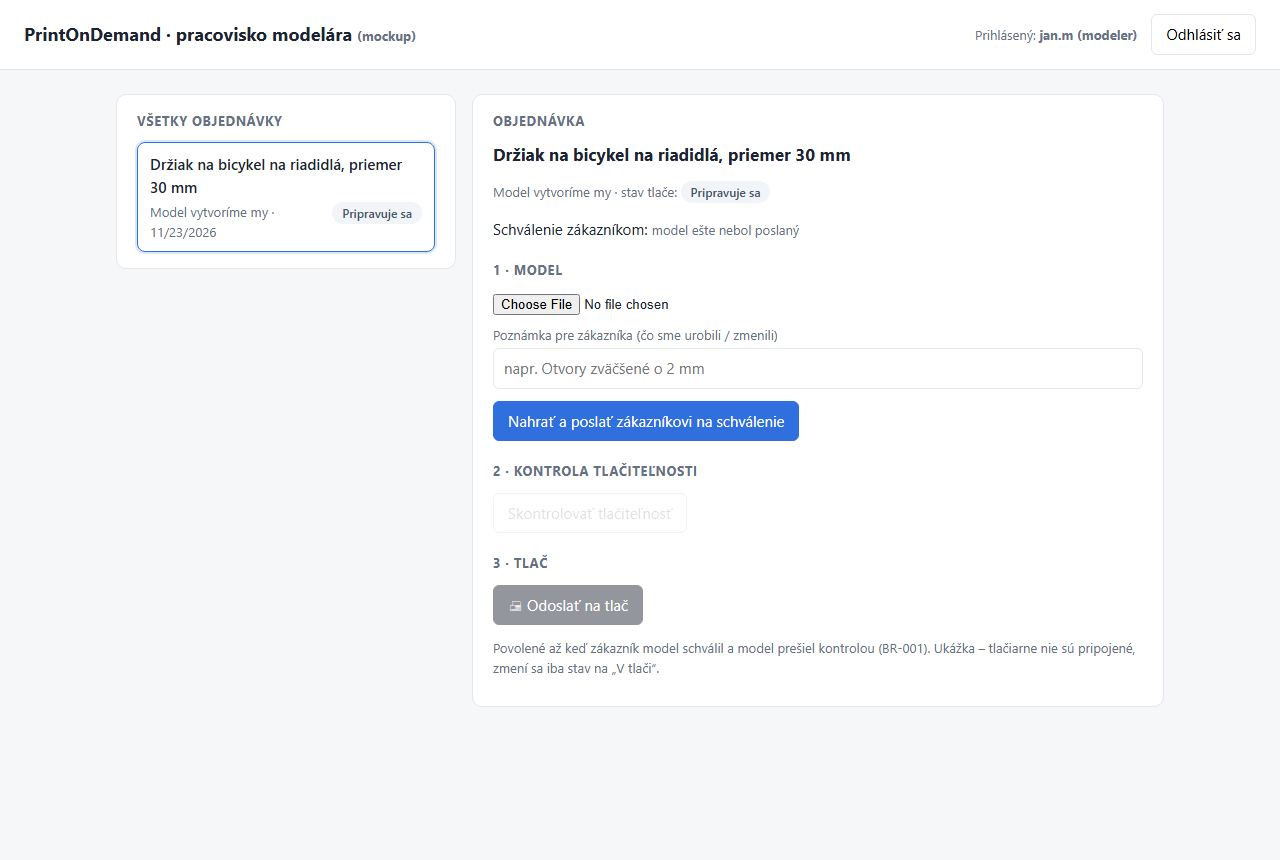 PrintOnDemand · pracovisko modelára (mockup)
Prihlásený: jan.m (modeler)
Odhlásiť sa
VŠETKY OBJEDNÁVKY
Držiak na bicykel na riadidlá, priemer
30 mm
Model vytvoríme my ·
11/23/2026
Pripravuje sa
OBJEDNÁVKA
Držiak na bicykel na riadidlá, priemer 30 mm
Model vytvoríme my · stav tlače: Pripravuje sa
Schválenie zákazníkom: model ešte nebol poslaný
1 · MODEL
Choose File No file chosen
Poznámka pre zákazníka (čo sme urobili / zmenili)
napr. Otvory zväčšené o 2 mm
Nahrať a poslať zákazníkovi na schválenie
2 · KONTROLA TLAČITEĽNOSTI
Skontrolovať tlačiteľnosť
3 · TLAČ
Odoslať na tlač
Povolené až keď zákazník model schválil a model prešiel kontrolou (BR-001). Ukážka – tlačiarne nie sú pripojené,
zmení sa iba stav na „V tlači“.